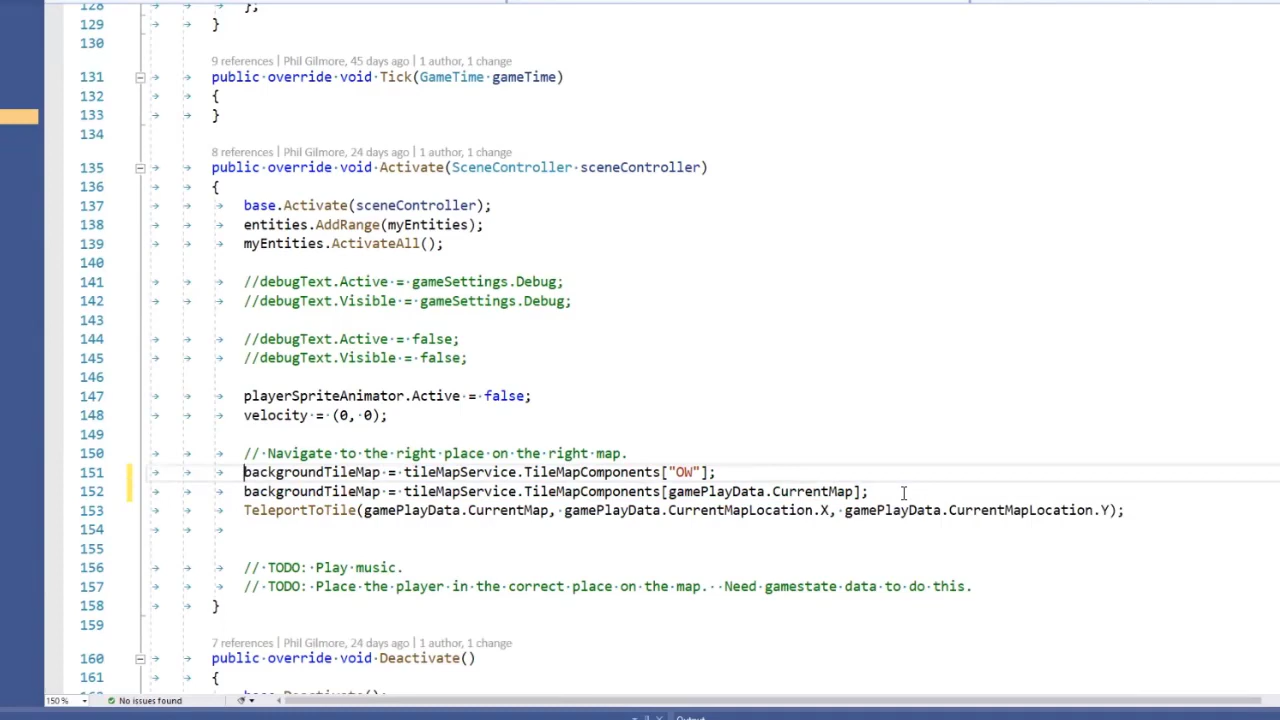 128 };
129 }
130
9 references | Phil Gilmore, 45 days ago | 1 author, 1 change
131 public override void Tick(GameTime gameTime)
132 {
133 }
134
8 references | Phil Gilmore, 24 days ago | 1 author, 1 change
135 public override void Activate(SceneController sceneController)
136 {
137 base.Activate(sceneController);
138 entities.AddRange(myEntities);
139 myEntities.ActivateAll();
140
141 //debugText.Active = gameSettings.Debug;
142 //debugText.Visible = gameSettings.Debug;
143
144 //debugText.Active = false;
145 //debugText.Visible = false;
146
147 playerSpriteAnimator.Active = false;
148 velocity = (0, 0);
149
150 // Navigate to the right place on the right map.
151 backgroundTileMap = tileMapService.TileMapComponents["OW"];
152 backgroundTileMap = tileMapService.TileMapComponents[gamePlayData.CurrentMap];
153 TeleportToTile(gamePlayData.CurrentMap, gamePlayData.CurrentMapLocation.X, gamePlayData.CurrentMapLocation.Y);
154
155
156 // TODO: Play music.
157 // TODO: Place the player in the correct place on the map.  Need gamestate data to do this.
158 }
159
7 references | Phil Gilmore, 24 days ago | 1 author, 1 change
160 public override void Deactivate()
161 {
base.Deactivate();
150 % No issues found
Output